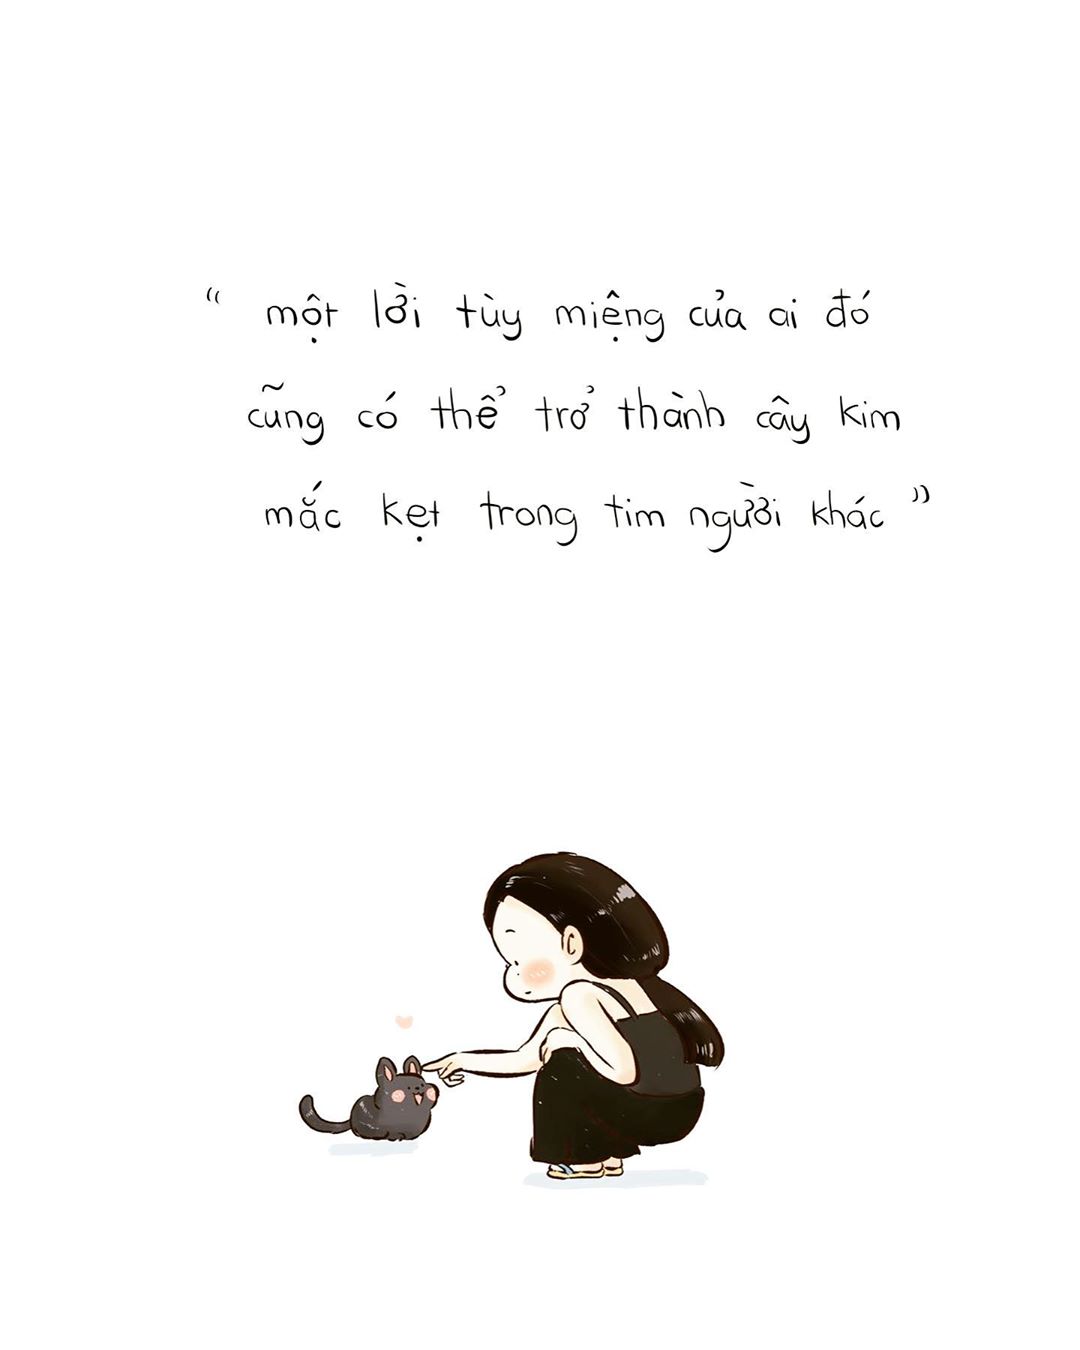 “ một lời tùy miệng của ai đó
cũng có thể trở thành cây kim
mắc kẹt trong tim người khác ”